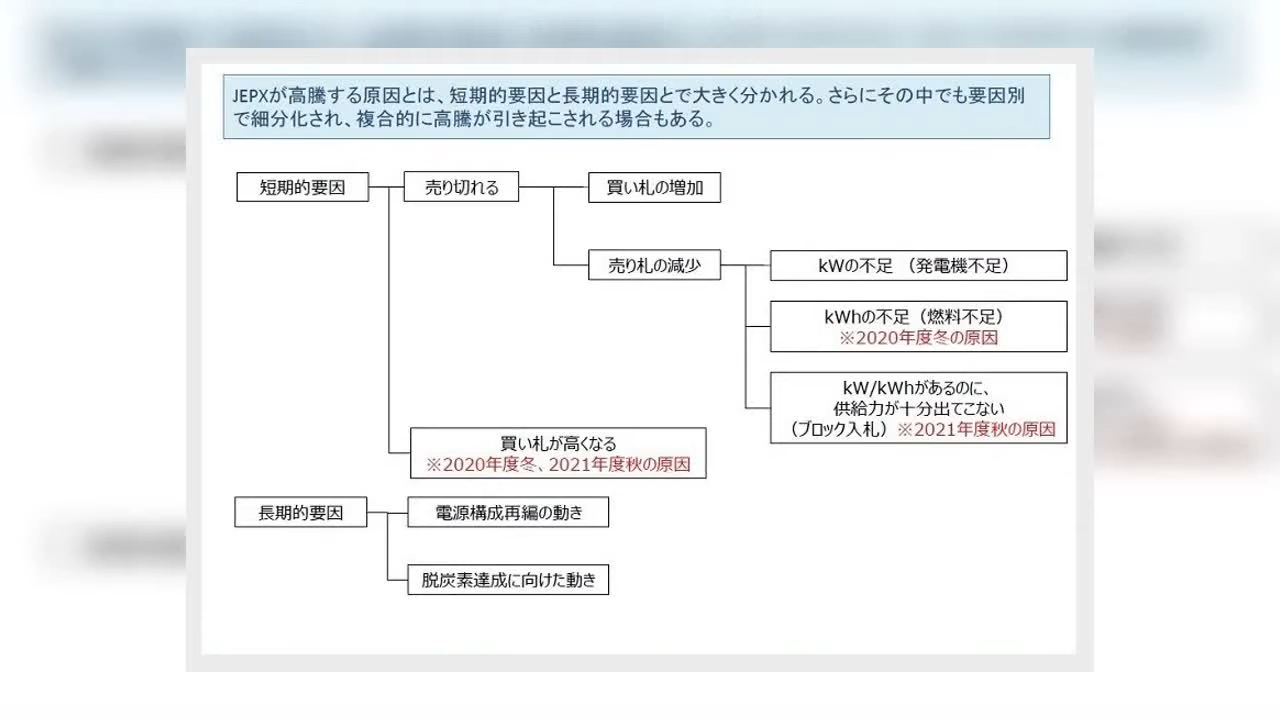 JEPXが高騰する原因とは、短期的要因と長期的要因とで大きく分かれる。さらにその中でも要因別
で細分化され、複合的に高騰が引き起こされる場合もある。
短期的要因
売り切れる
買い札の増加
売り札の減少
kWの不足 （発電機不足）
kWhの不足（燃料不足）
※2020年度冬の原因
kW/kWhがあるのに、
供給力が十分出てこない
（ブロック入札）※2021年度秋の原因
買い札が高くなる
※2020年度冬、2021年度秋の原因
長期的要因
電源構成再編の動き
脱炭素達成に向けた動き